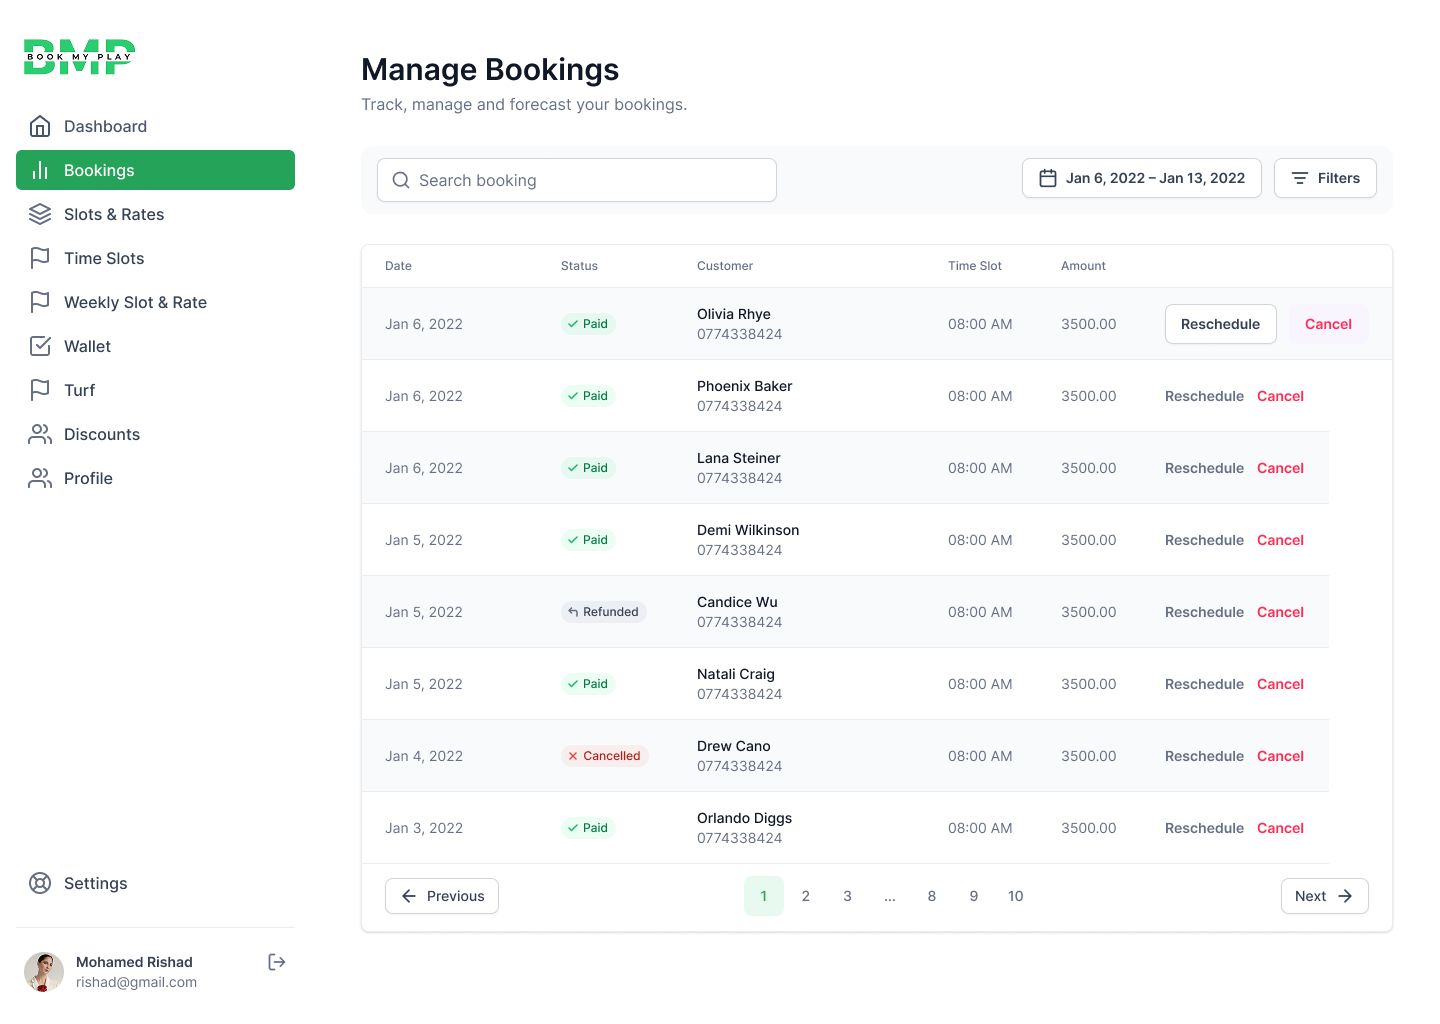 BMP
BOOK MY PLAY
Dashboard
Bookings
Slots & Rates
Time Slots
Weekly Slot & Rate
Wallet
Turf
Discounts
Profile
Settings
Mohamed Rishad
rishad@gmail.com
Manage Bookings
Track, manage and forecast your bookings.
Search booking
Jan 6, 2022 – Jan 13, 2022
Filters
Date Status Customer Time Slot Amount
Jan 6, 2022 Paid Olivia Rhye 08:00 AM 3500.00 Reschedule Cancel
0774338424
Jan 6, 2022 Paid Phoenix Baker 08:00 AM 3500.00 Reschedule Cancel
0774338424
Jan 6, 2022 Paid Lana Steiner 08:00 AM 3500.00 Reschedule Cancel
0774338424
Jan 5, 2022 Paid Demi Wilkinson 08:00 AM 3500.00 Reschedule Cancel
0774338424
Jan 5, 2022 Refunded Candice Wu 08:00 AM 3500.00 Reschedule Cancel
0774338424
Jan 5, 2022 Paid Natali Craig 08:00 AM 3500.00 Reschedule Cancel
0774338424
Jan 4, 2022 Cancelled Drew Cano 08:00 AM 3500.00 Reschedule Cancel
0774338424
Jan 3, 2022 Paid Orlando Diggs 08:00 AM 3500.00 Reschedule Cancel
0774338424
Previous 1 2 3 ... 8 9 10 Next